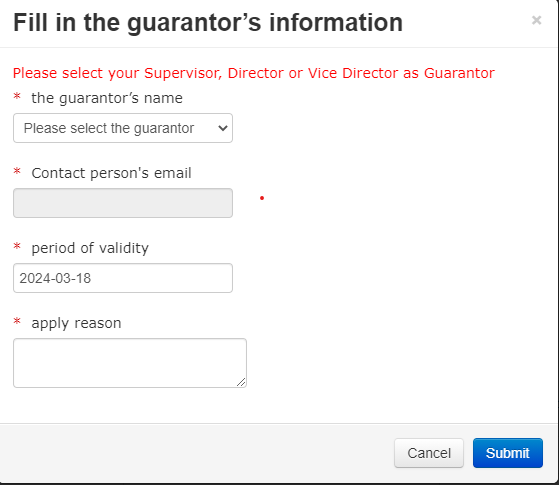 Fill in the guarantor’s information
×
Please select your Supervisor, Director or Vice Director as Guarantor
* the guarantor’s name
Please select the guarantor
* Contact person's email
* period of validity
2024-03-18
* apply reason
Cancel Submit